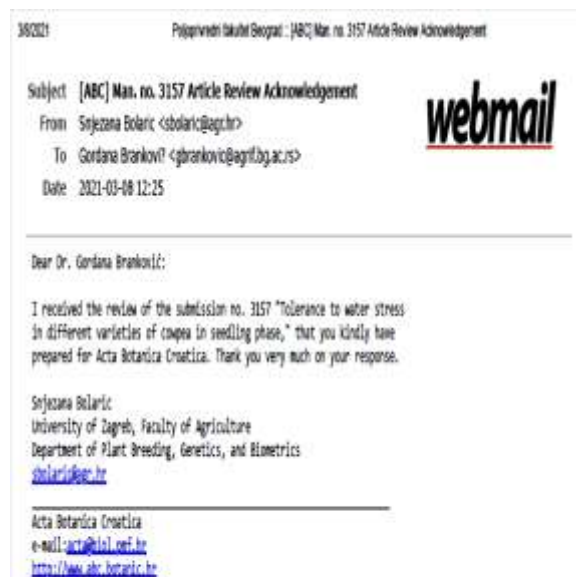 3/8/2021 Poljoprivredni fakultet Beograd :: [ABC] Man. no. 3157 Article Review Acknowledgement
Subject [ABC] Man. no. 3157 Article Review Acknowledgement
webmail
From Snjezana Bolaric <sbolaric@agr.hr>
To Gordana Brankovi? <gbrankovic@agrif.bg.ac.rs>
Date 2021-03-08 12:25
Dear Dr. Gordana Branković:
I received the review of the submission no. 3157 "Tolerance to water stress
in different varieties of cowpea in seedling phase," that you kindly have
prepared for Acta Botanica Croatica. Thank you very much on your response.
Snjezana Bolaric
University of Zagreb, Faculty of Agriculture
Department of Plant Breeding, Genetics, and Biometrics
sbolaric@agr.hr
Acta Botanica Croatica
e-mail:acta@biol.pmf.hr
http://www.abc.botanic.hr